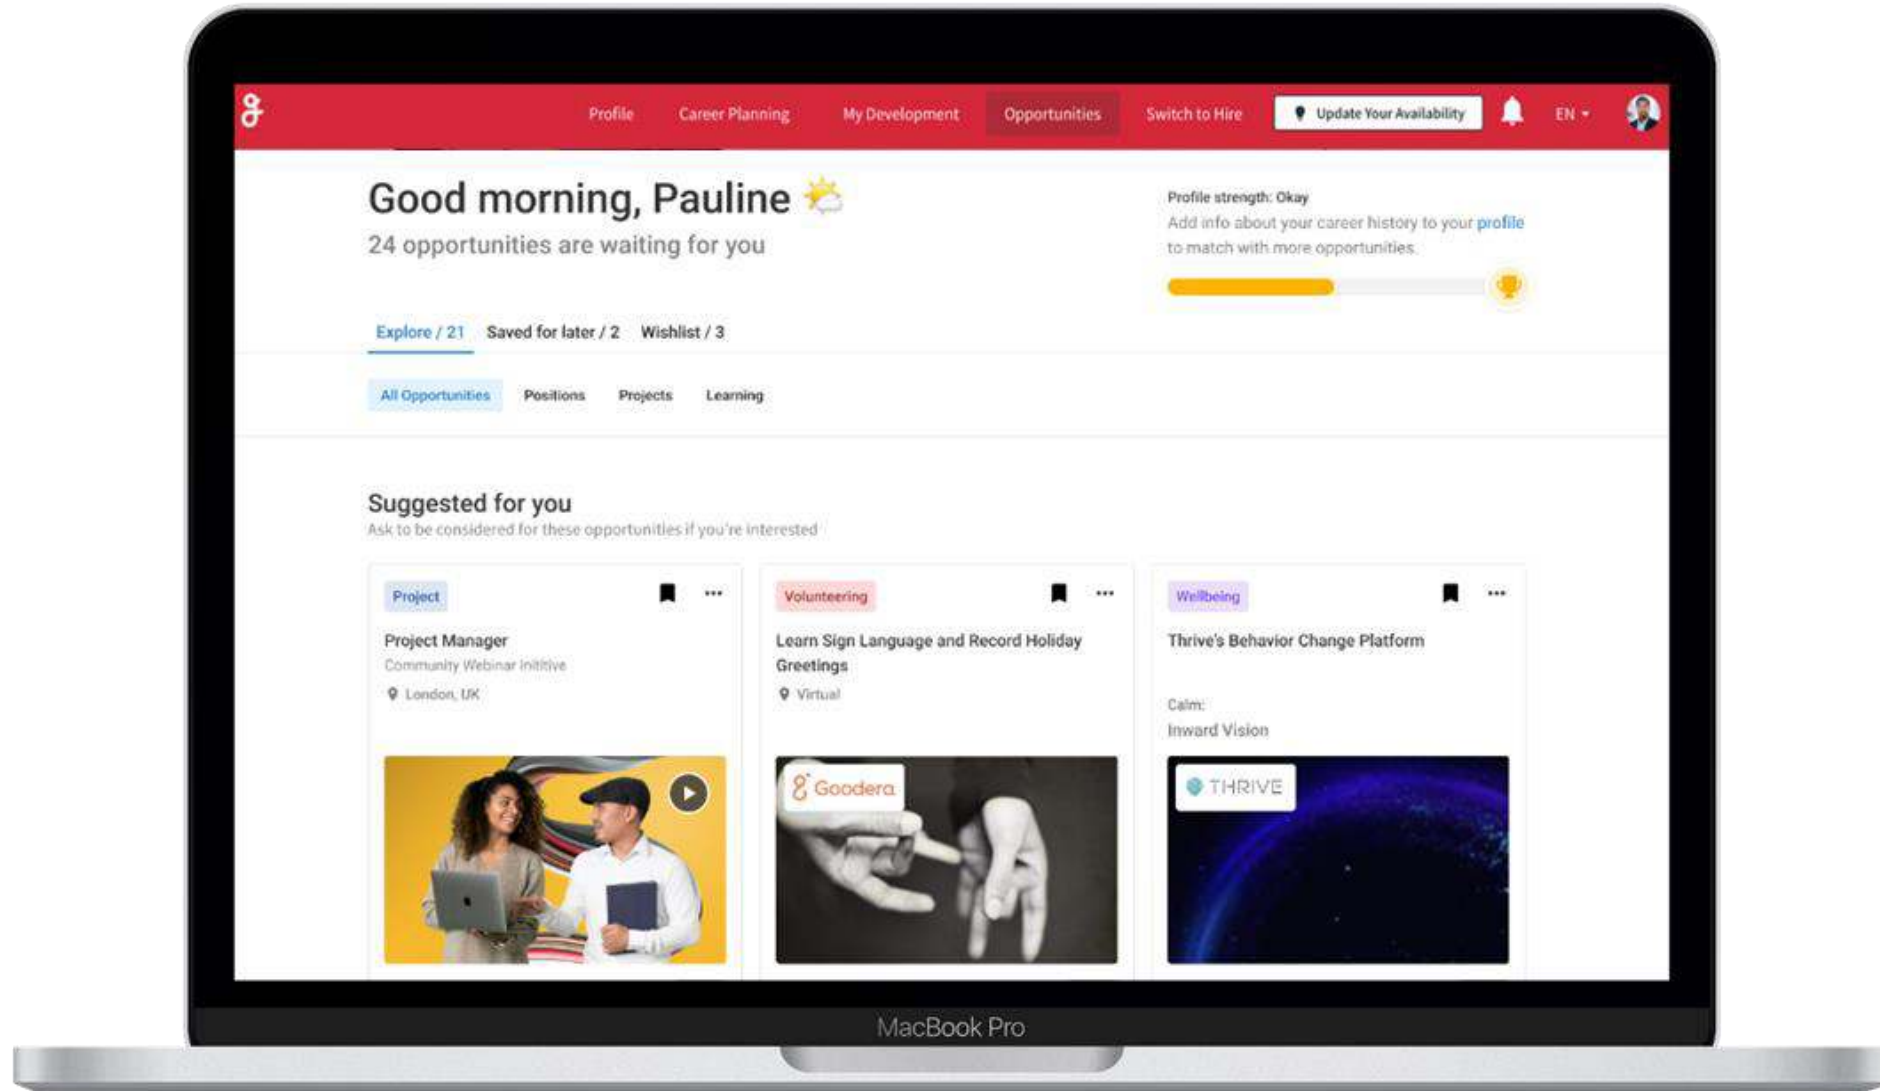 Profile
Career Planning
My Development
Opportunities
Switch to Hire
Update Your Availability
EN
Good morning, Pauline
24 opportunities are waiting for you
Profile strength: Okay
Add info about your career history to your profile
to match with more opportunities.
Explore / 21
Saved for later / 2
Wishlist / 3
All Opportunities
Positions
Projects
Learning
Suggested for you
Ask to be considered for these opportunities if you're interested
Project
Project Manager
Community Webinar Inititive
London, UK
Volunteering
Learn Sign Language and Record Holiday
Greetings
Virtual
Goodera
Wellbeing
Thrive's Behavior Change Platform
Calm:
Inward Vision
THRIVE
MacBook Pro